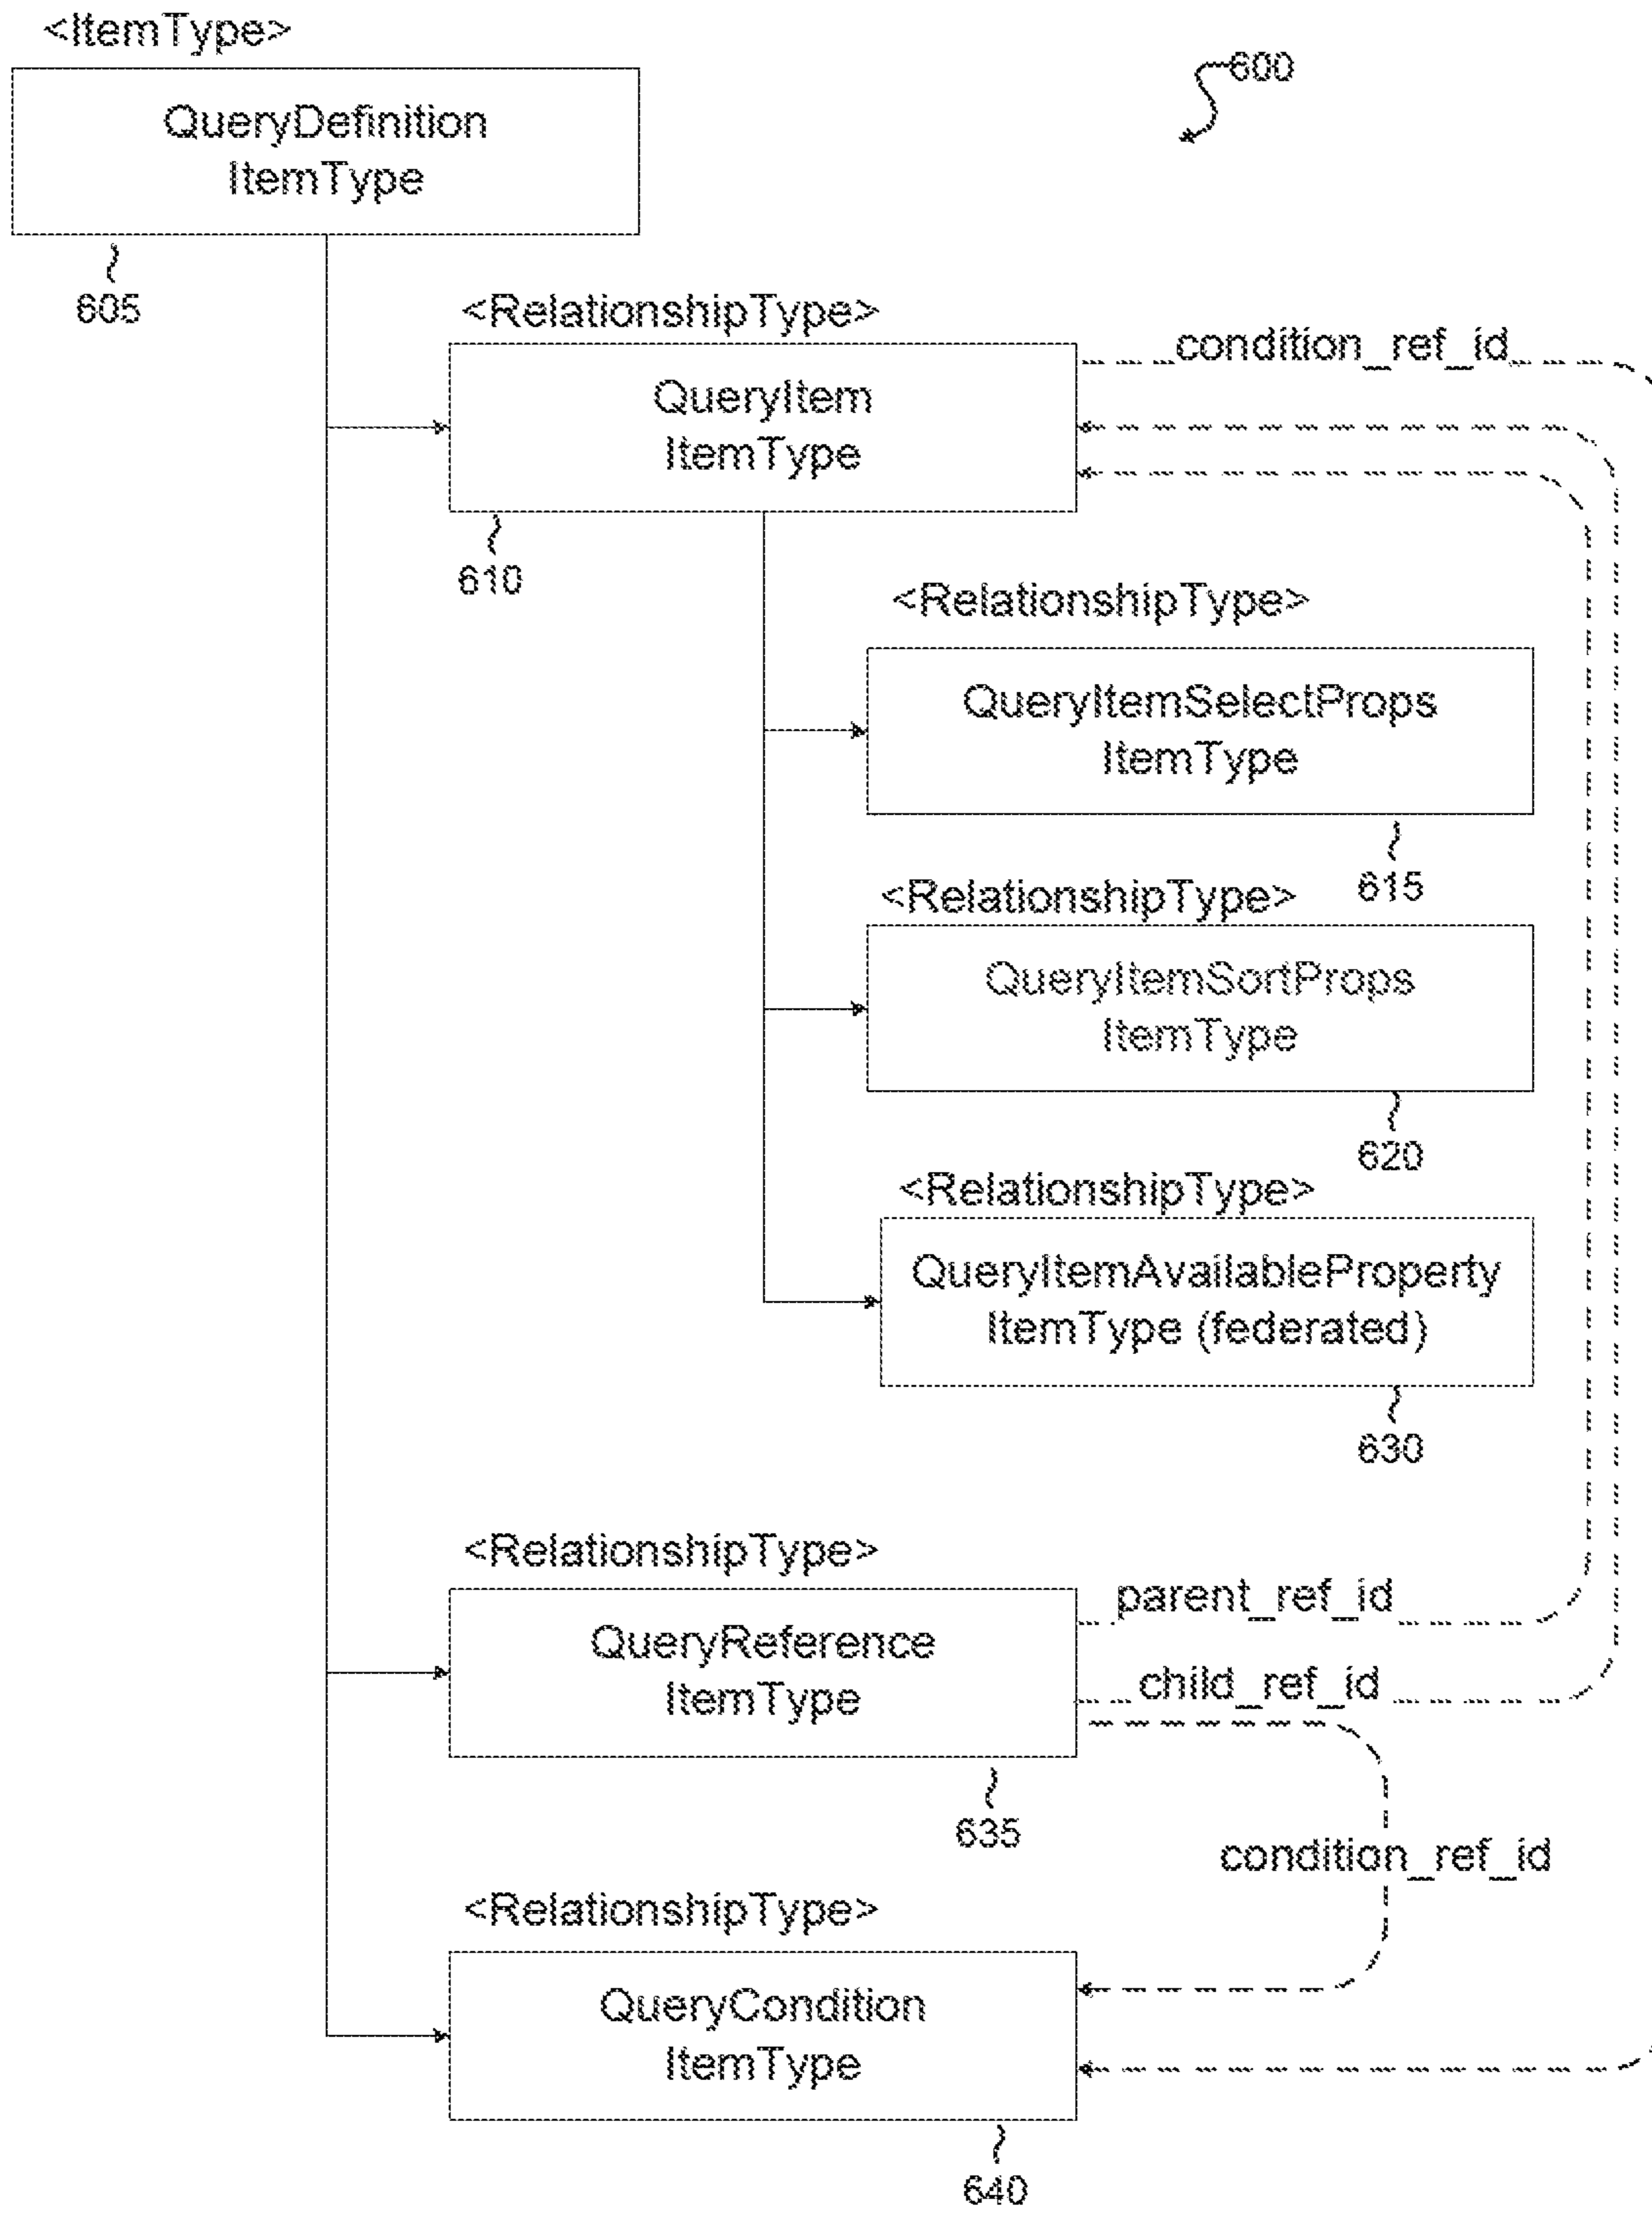 <ItemType>
600
QueryDefinition
ItemType
605
<RelationshipType>
condition_ref_id
QueryItem
ItemType
610
<RelationshipType>
QueryItemSelectProps
ItemType
615
<RelationshipType>
QueryItemSortProps
ItemType
620
<RelationshipType>
QueryItemAvailableProperty
ItemType (federated)
630
<RelationshipType>
parent_ref_id
QueryReference
ItemType
child_ref_id
635
condition_ref_id
<RelationshipType>
QueryCondition
ItemType
640